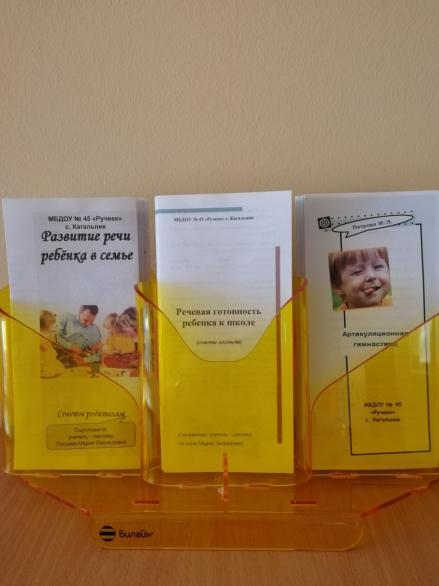 МБДОУ № 45 «Ручеек»
с. Кагальник
Развитие речи
ребёнка в семье
Советы родителям
Подготовила:
учитель - логопед
Петрова Мария Леонидовна
МБДОУ № 45 «Ручеек» с. Кагальник
Речевая готовность
ребенка к школе
(советы логопеда)
Составитель: учитель - логопед
Петрова Мария Леонидовна
Петрова М. Л.
Артикуляционная
гимнастика
МБДОУ № 45
«Ручеек»
с. Кагальник
билайн